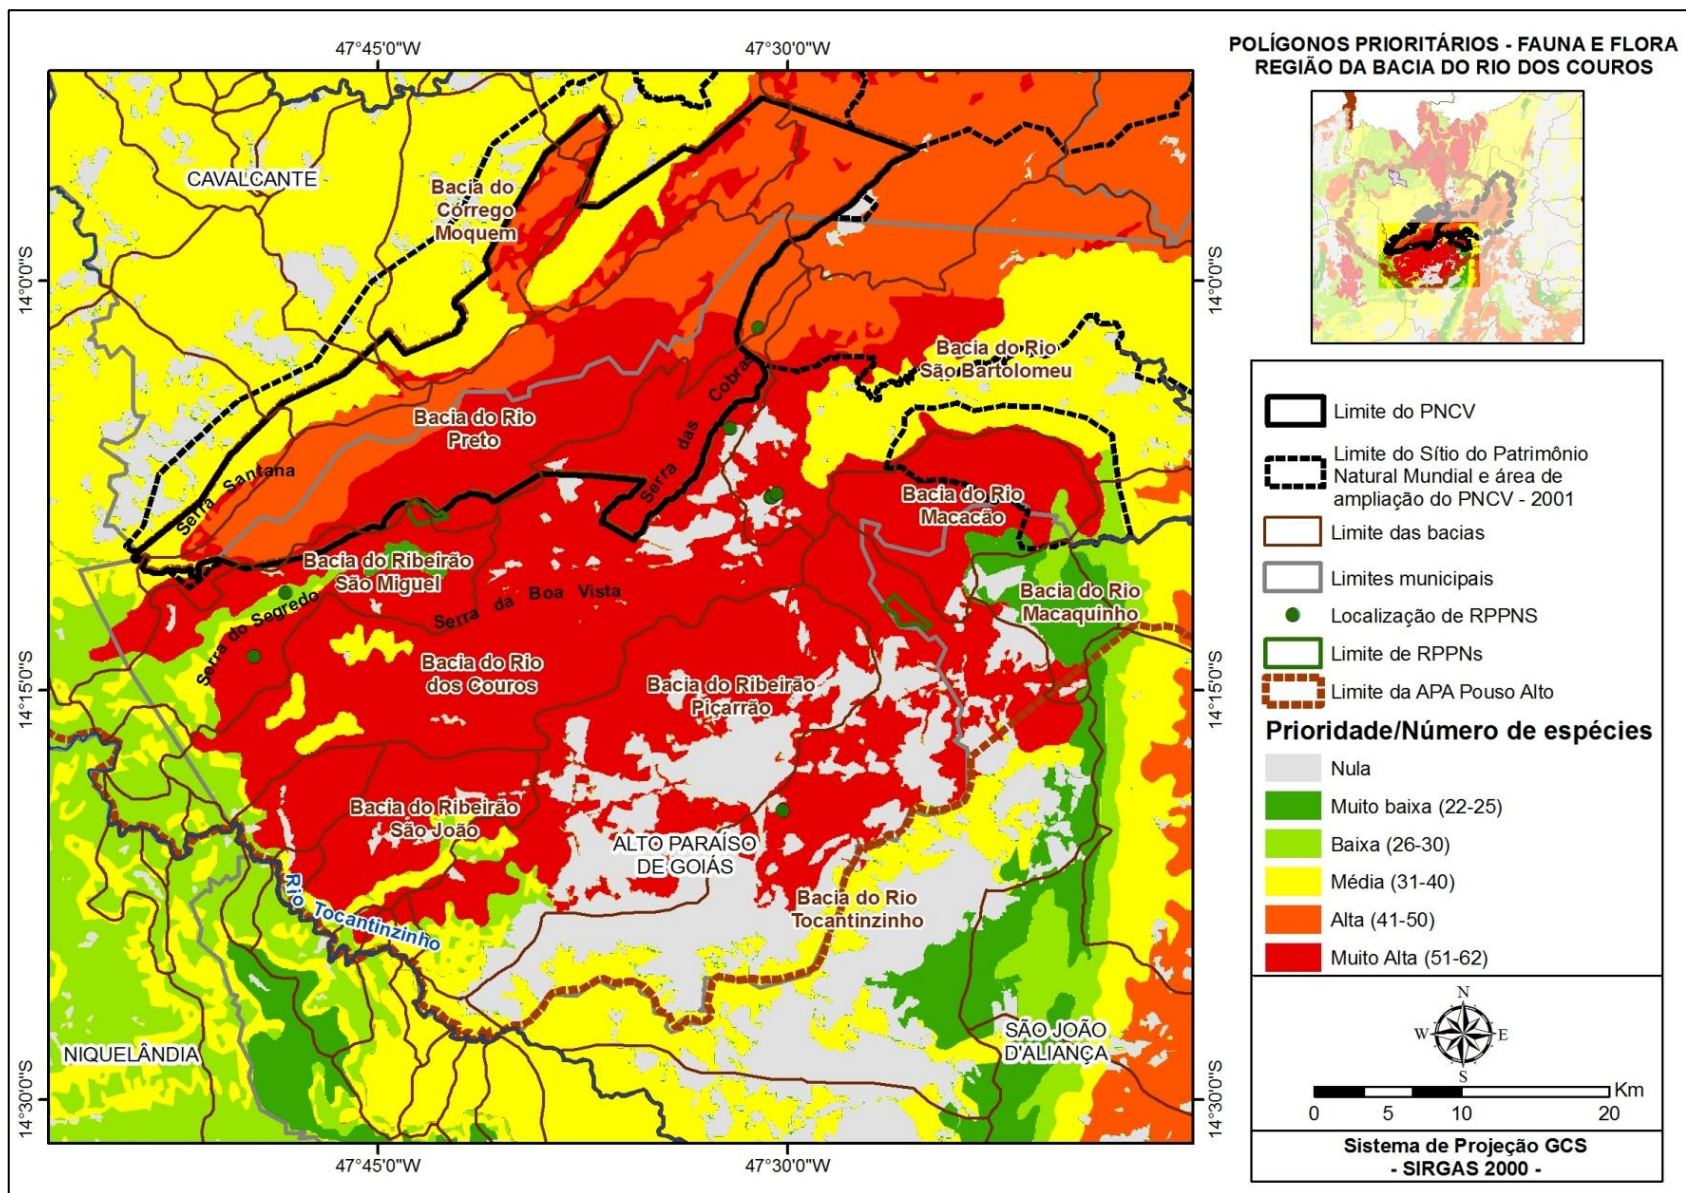 POLÍGONOS PRIORITÁRIOS - FAUNA E FLORA
REGIÃO DA BACIA DO RIO DOS COUROS
47°45'0"W
47°30'0"W
14°0'0"S
14°15'0"S
14°30'0"S
14°0'0"S
14°15'0"S
14°30'0"S
47°45'0"W
47°30'0"W
CAVALCANTE
Bacia do
Córrego
Moquem
Bacia do Rio
São Bartolomeu
Serra das Cobras
Bacia do Rio
Preto
Serra Santana
Bacia do Rio
Macacão
Bacia do Ribeirão
São Miguel
Serra da Boa Vista
Bacia do Rio
Macaquinho
Serra do Segredo
Bacia do Rio
dos Couros
Bacia do Ribeirão
Piçarrão
Bacia do Ribeirão
São João
ALTO PARAÍSO
DE GOIÁS
Rio Tocantinzinho
Bacia do Rio
Tocantinzinho
NIQUELÂNDIA
SÃO JOÃO
D'ALIANÇA
Limite do PNCV
Limite do Sítio do Patrimônio
Natural Mundial e área de
ampliação do PNCV - 2001
Limite das bacias
Limites municipais
Localização de RPPNS
Limite de RPPNs
Limite da APA Pouso Alto
Prioridade/Número de espécies
Nula
Muito baixa (22-25)
Baixa (26-30)
Média (31-40)
Alta (41-50)
Muito Alta (51-62)
N
W E
S
Km
0 5 10 20
Sistema de Projeção GCS
- SIRGAS 2000 -